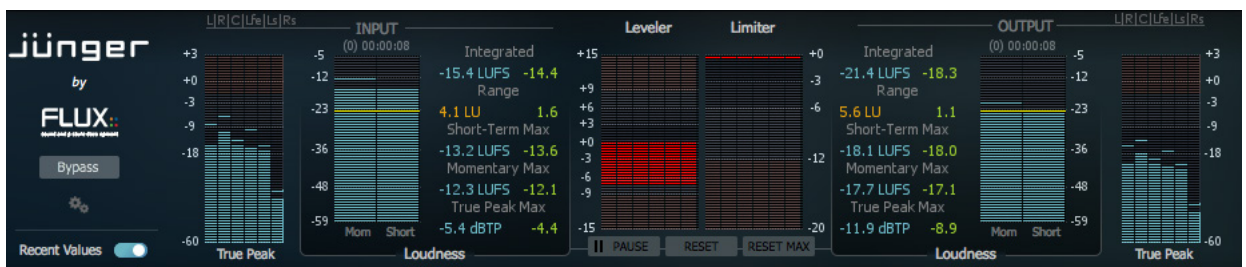 L|R|C|Lfe|Ls|Rs
INPUT
Leveler
Limiter
OUTPUT
L|R|C|Lfe|Ls|Rs
jünger
by
FLUX::
Bypass
Recent Values
+3
+0
-3
-9
-18
-60
True Peak
(0) 00:00:08
-5
-12
-23
-36
-48
-59
Mom Short
Integrated
-15.4 LUFS -14.4
Range
4.1 LU 1.6
Short-Term Max
-13.2 LUFS -13.6
Momentary Max
-12.3 LUFS -12.1
True Peak Max
-5.4 dBTP -4.4
Loudness
+15
+9
+6
+3
+0
-3
-6
-9
-15
+0
-3
-6
-12
-20
PAUSE
RESET
RESET MAX
Integrated
-21.4 LUFS -18.3
Range
5.6 LU 1.1
Short-Term Max
-18.1 LUFS -18.0
Momentary Max
-17.7 LUFS -17.1
True Peak Max
-11.9 dBTP -8.9
Loudness
(0) 00:00:08
-5
-12
-23
-36
-48
-59
Mom Short
+3
+0
-3
-9
-18
-60
True Peak